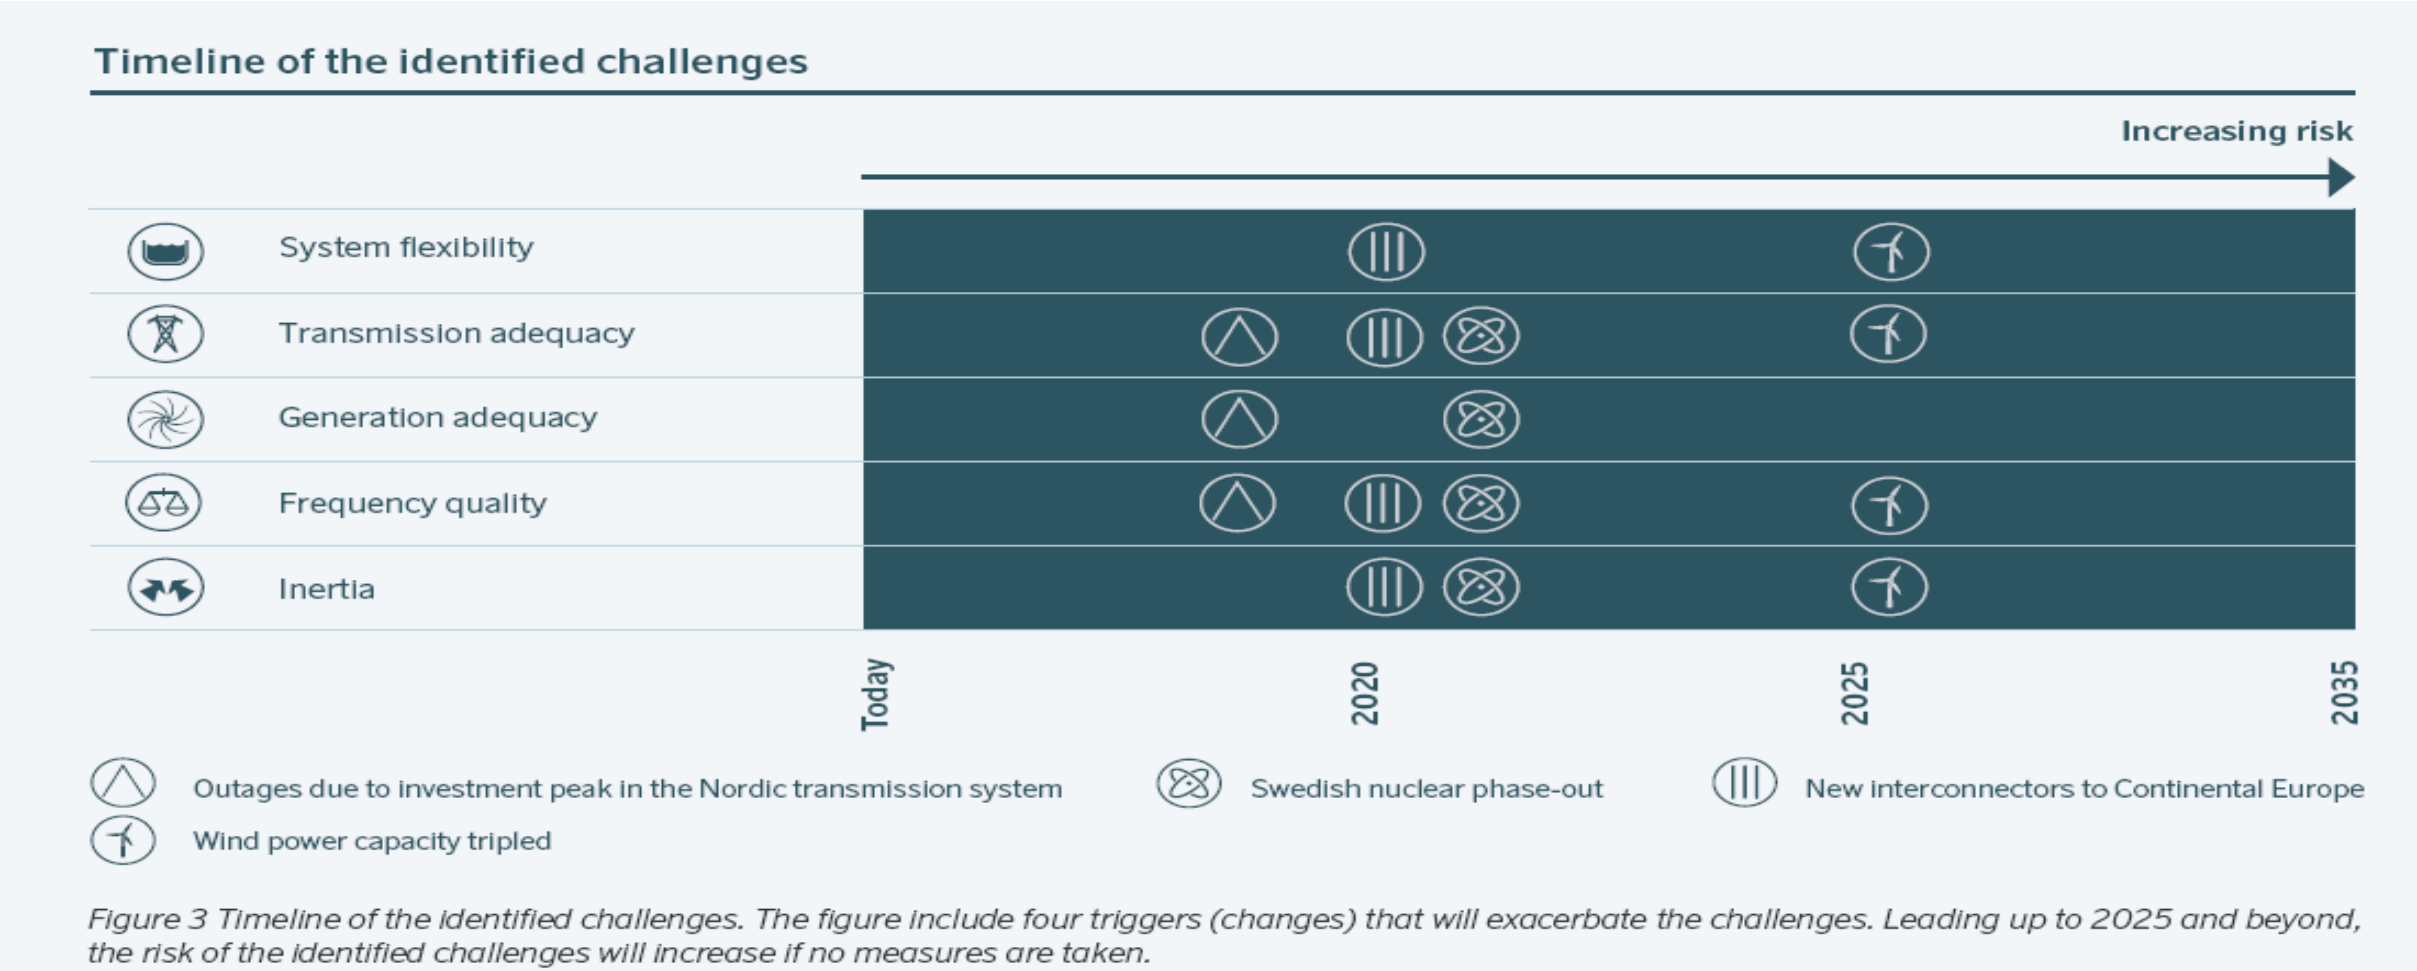 Timeline of the identified challenges
Increasing risk
System flexibility
Transmission adequacy
Generation adequacy
Frequency quality
Inertia
Today
2020
2025
2035
Outages due to investment peak in the Nordic transmission system
Swedish nuclear phase-out
New interconnectors to Continental Europe
Wind power capacity tripled
Figure 3 Timeline of the identified challenges. The figure include four triggers (changes) that will exacerbate the challenges. Leading up to 2025 and beyond,
the risk of the identified challenges will increase if no measures are taken.